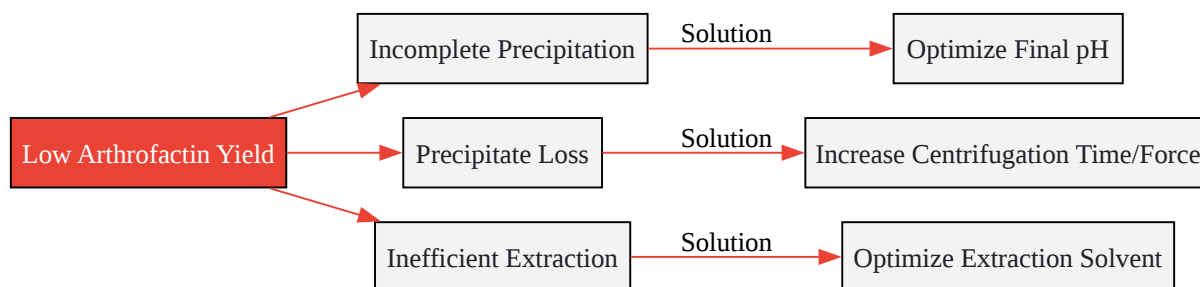 Incomplete Precipitation
Solution
Optimize Final pH
Low Arthrofactin Yield
Precipitate Loss
Solution
Increase Centrifugation Time/Force
Inefficient Extraction
Solution
Optimize Extraction Solvent